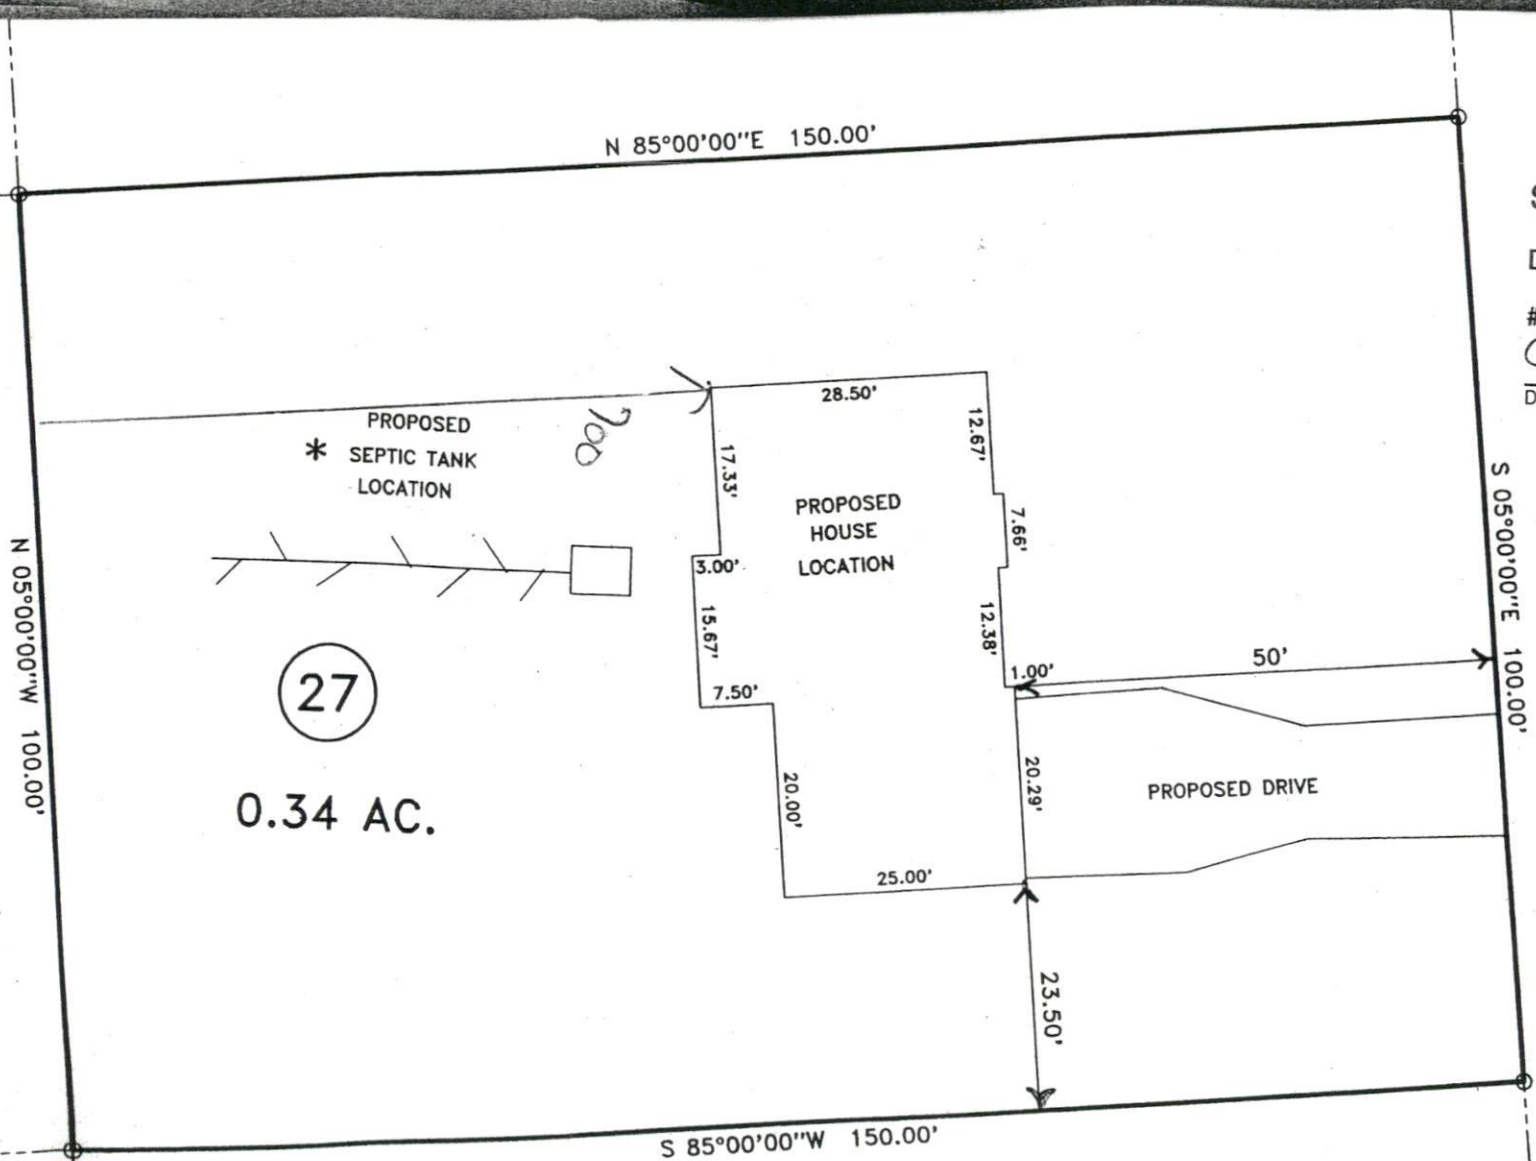 N 85°00'00"E 150.00'
28.50'
PROPOSED
* SEPTIC TANK
LOCATION
17.33'
12.67'
PROPOSED
HOUSE
LOCATION
7.66'
S 05°00'00"E 100.00'
N 05°00'00"W 100.00'
3.00'
15.67'
12.38'
1.00'
50'
27
7.50'
20.00'
20.29'
PROPOSED DRIVE
0.34 AC.
25.00'
23.50'
S 85°00'00"W 150.00'